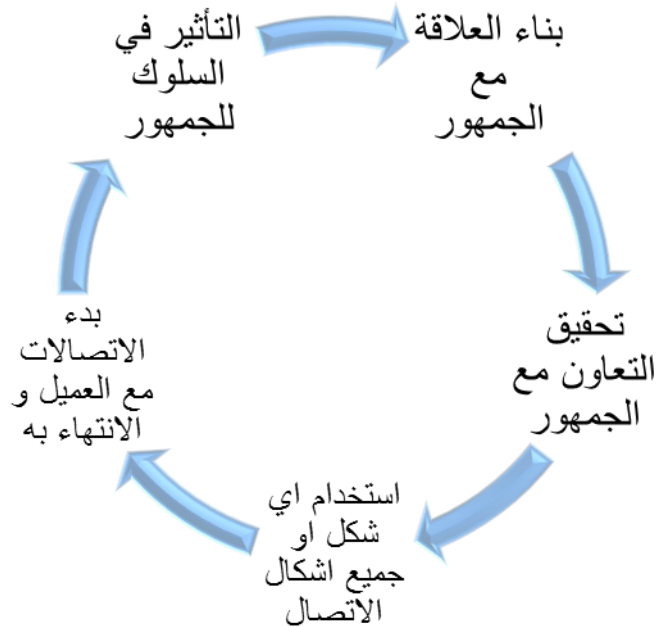 بناء العلاقة
مع
الجمهور
تحقيق
التعاون مع
الجمهور
استخدام اي
شكل او
جميع اشكال
الاتصال
بدء
الاتصالات
مع العميل و
الانتهاء به
التأثير في
السلوك
للجمهور